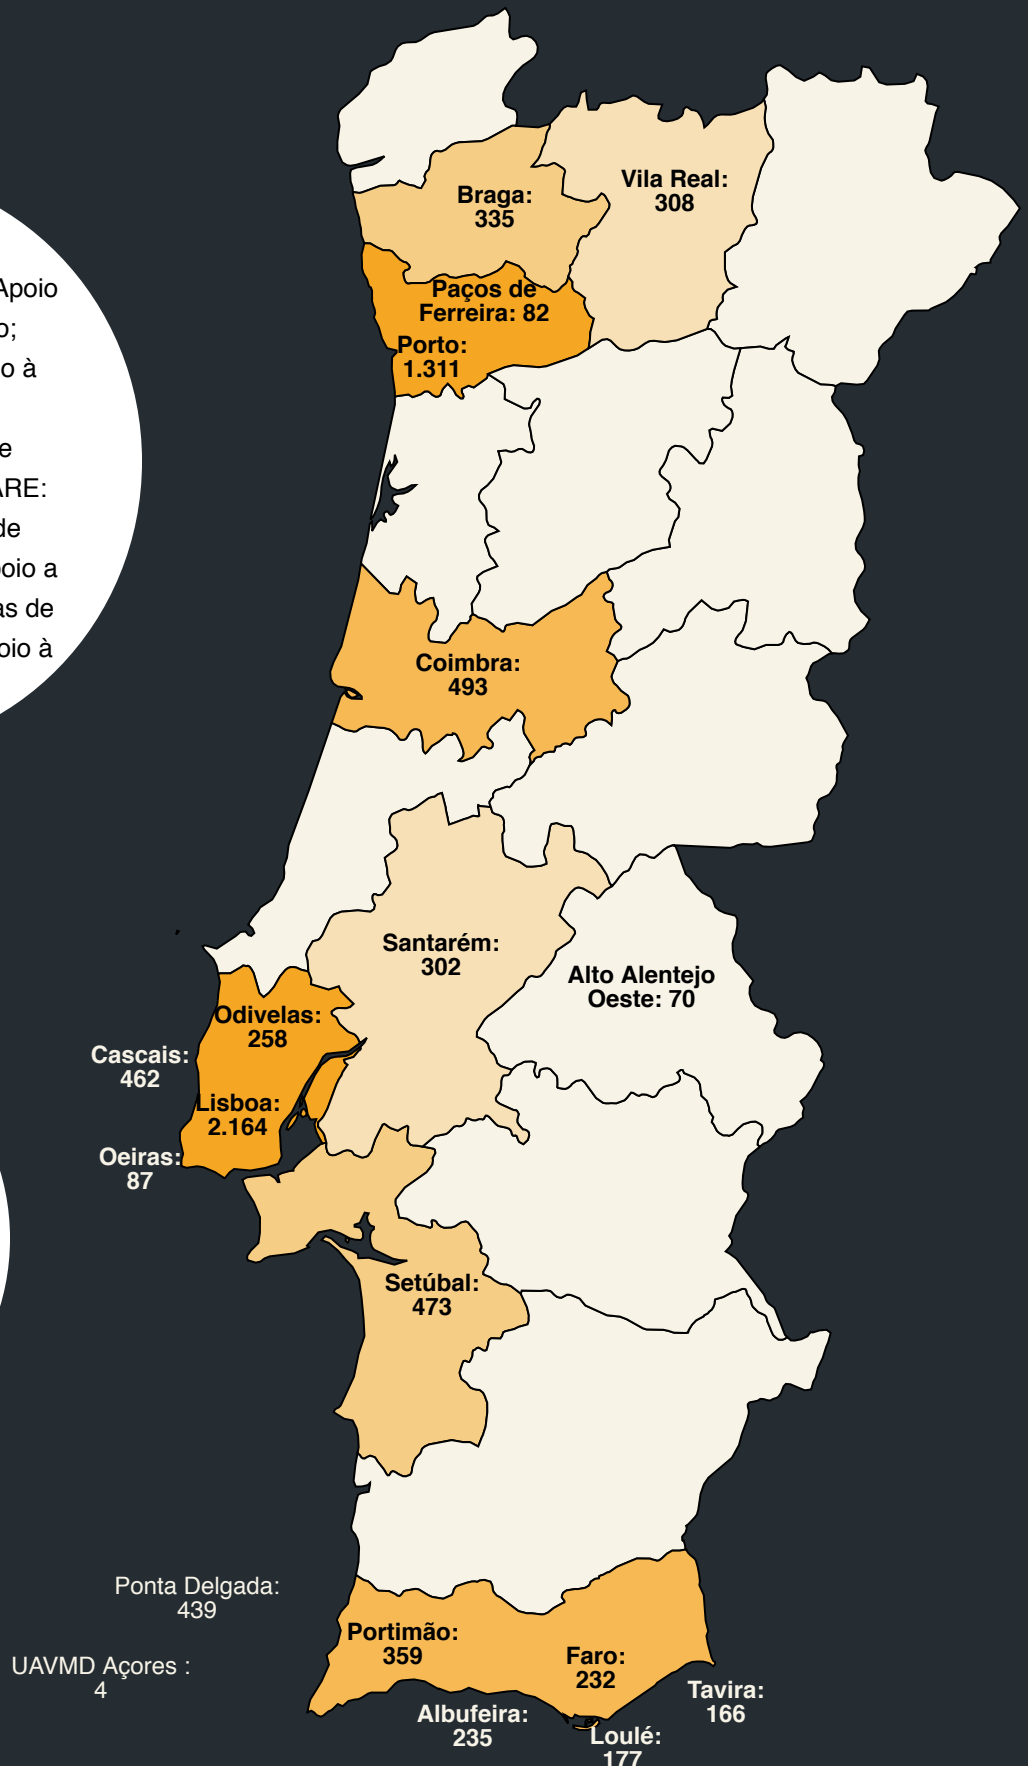 Apoio
o;
o à
e
ARE:
de
oio a
as de
oio à
Braga:
335
Vila Real:
308
Paços de
Ferreira: 82
Porto:
1.311
Coimbra:
493
Santarém:
302
Alto Alentejo
Oeste: 70
Odivelas:
258
Cascais:
462
Lisboa:
2.164
Oeiras:
87
Setúbal:
473
Ponta Delgada:
439
UAVMD Açores :
4
Portimão:
359
Faro:
232
Tavira:
166
Albufeira:
235
Loulé:
177